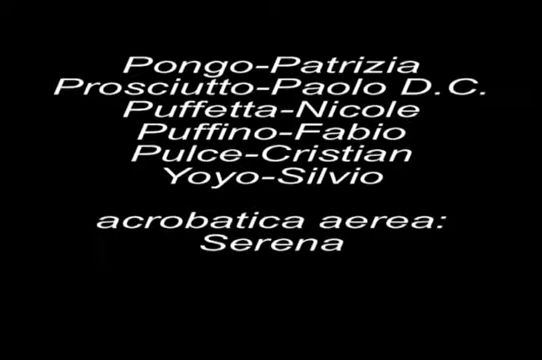 Pongo-Patrizia
Prosciutto-Paolo D.C.
Puffetta-Nicole
Puffino-Fabio
Pulce-Cristian
Yoyo-Silvio
acrobatica aerea:
Serena